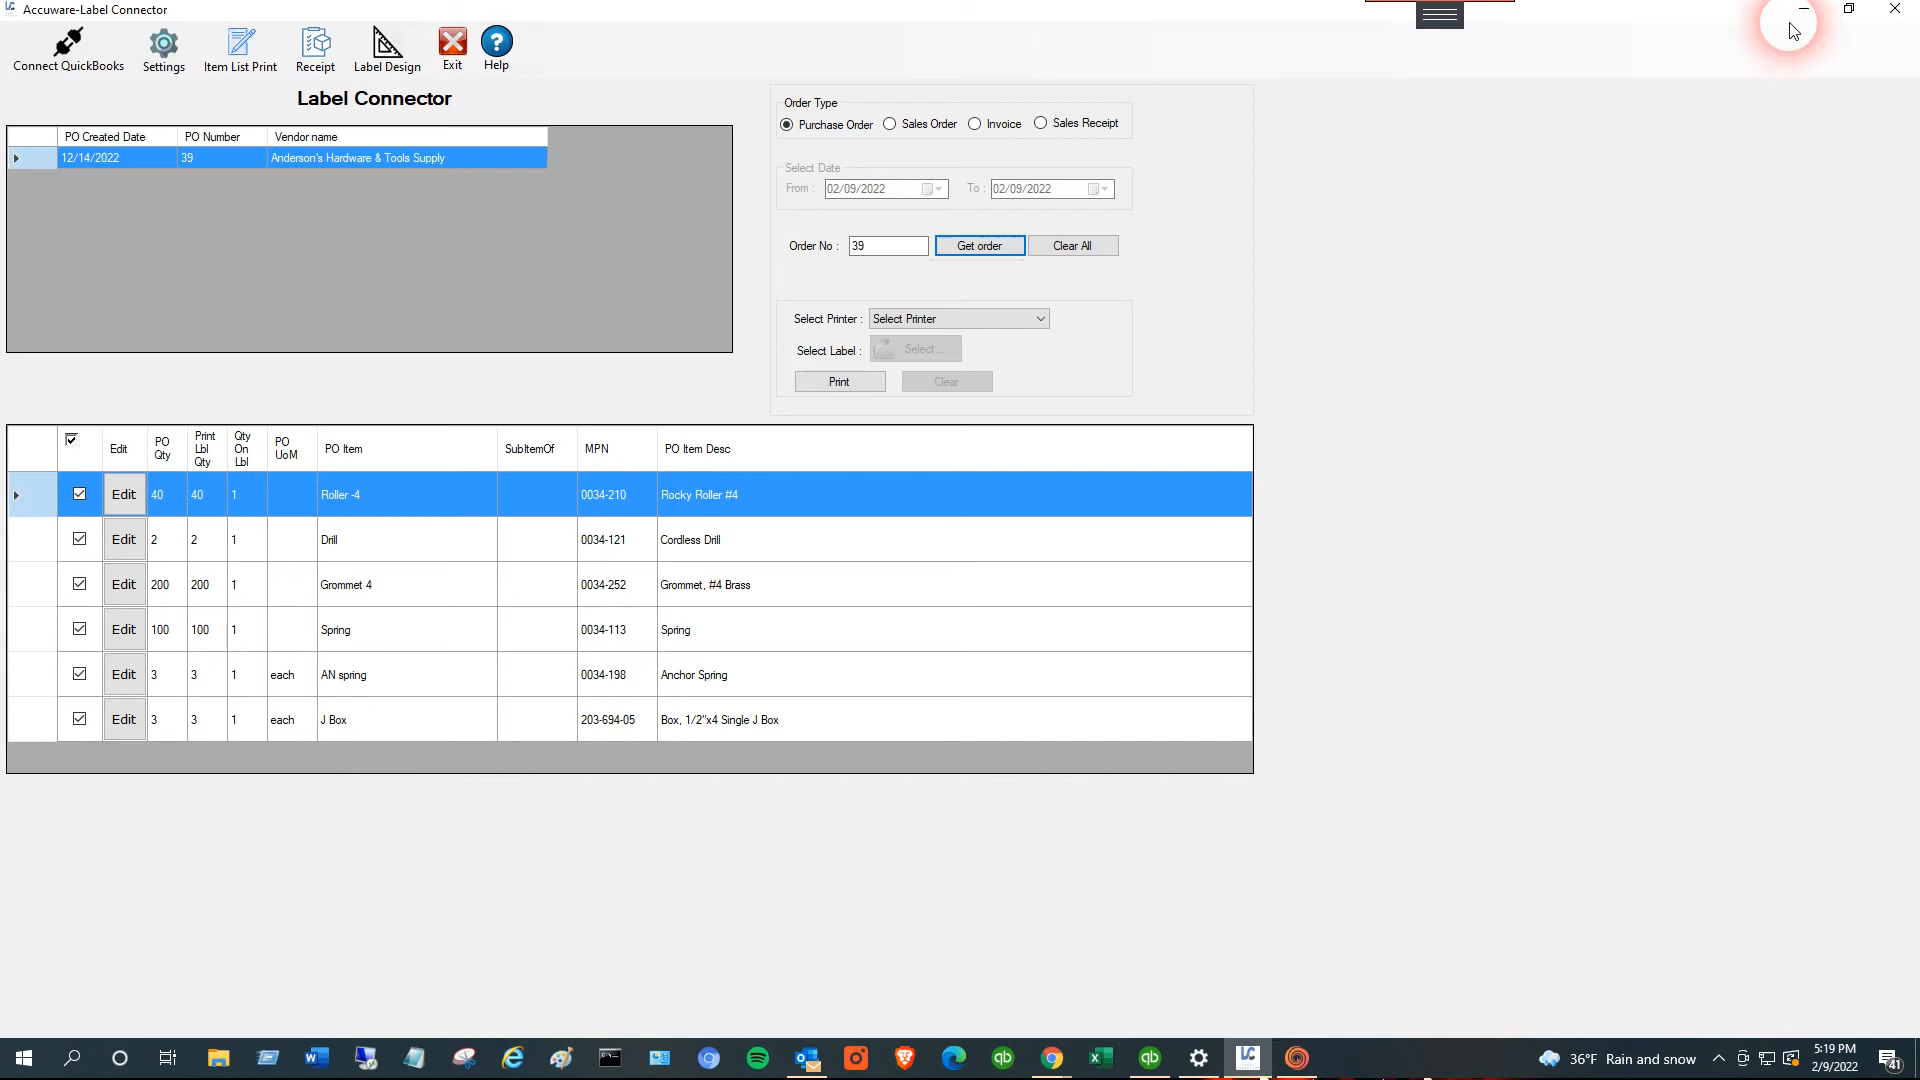 Accuware-Label Connector
Connect QuickBooks Settings Item List Print Receipt Label Design Exit Help
Label Connector
PO Created Date PO Number Vendor name
12/14/2022 39 Anderson's Hardware & Tools Supply
Order Type
Purchase Order Sales Order Invoice Sales Receipt
Select Date
From : 02/09/2022 To : 02/09/2022
Order No : 39 Get order Clear All
Select Printer : Select Printer
Select Label : Select...
Print Clear
Edit PO Qty Print Lbl Qty Qty On Lbl PO UoM PO Item SubItemOf MPN PO Item Desc
Edit 40 40 1 Roller -4 0034-210 Rocky Roller #4
Edit 2 2 1 Drill 0034-121 Cordless Drill
Edit 200 200 1 Grommet 4 0034-252 Grommet, #4 Brass
Edit 100 100 1 Spring 0034-113 Spring
Edit 3 3 1 each AN spring 0034-198 Anchor Spring
Edit 3 3 1 each J Box 203-694-05 Box, 1/2"x4 Single J Box
36°F Rain and snow
5:19 PM
2/9/2022
41